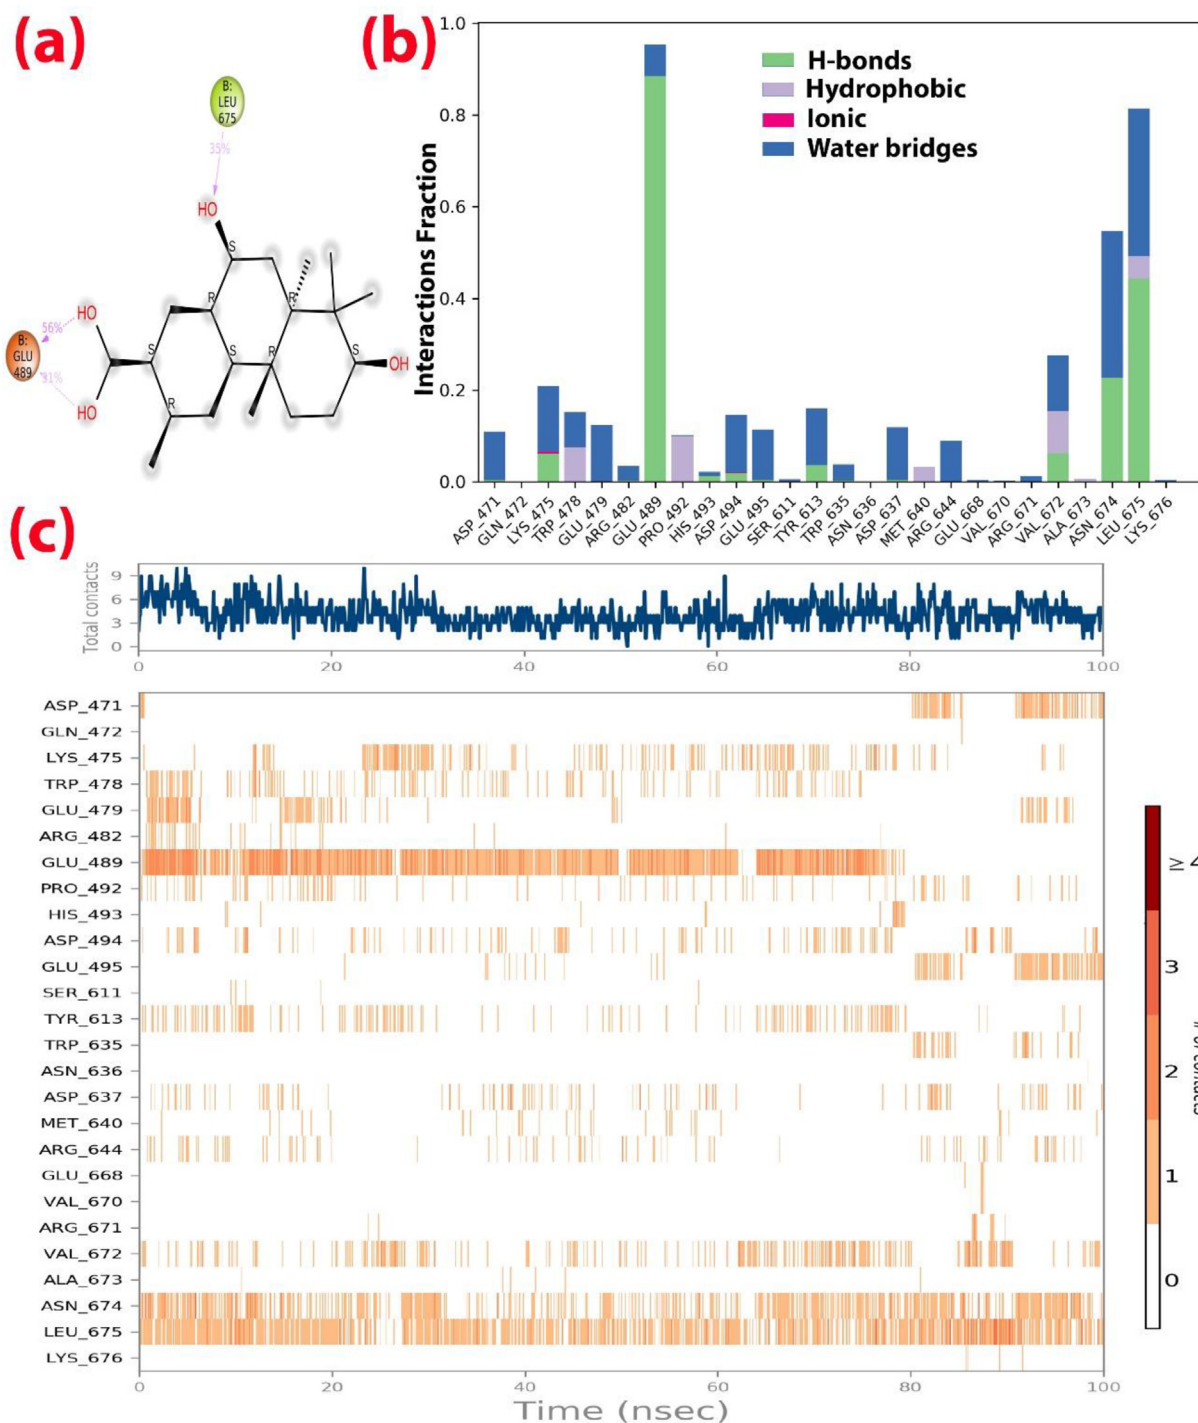 (a)
B:
LEU
675
35%
HO
S
R
R
HO
56%
B:
GLU
489
31%
HO
S
S
R
S
OH
R
(b)
1.0
0.8
0.6
0.4
0.2
0.0
Interactions Fraction
H-bonds
Hydrophobic
Ionic
Water bridges
ASP_471
GLN_472
LYS_475
TRP_478
GLU_479
ARG_482
GLU_489
PRO_492
HIS_493
ASP_494
GLU_495
SER_611
TYR_613
TRP_635
ASN_636
ASP_637
MET_640
ARG_644
GLU_668
VAL_670
ARG_671
VAL_672
ALA_673
ASN_674
LEU_675
LYS_676
(c)
Total contacts
9
6
3
0
0 20 40 60 80 100
ASP_471
GLN_472
LYS_475
TRP_478
GLU_479
ARG_482
GLU_489
PRO_492
HIS_493
ASP_494
GLU_495
SER_611
TYR_613
TRP_635
ASN_636
ASP_637
MET_640
ARG_644
GLU_668
VAL_670
ARG_671
VAL_672
ALA_673
ASN_674
LEU_675
LYS_676
0 20 40 60 80 100
Time (nsec)
≥ 4
3
2
1
0